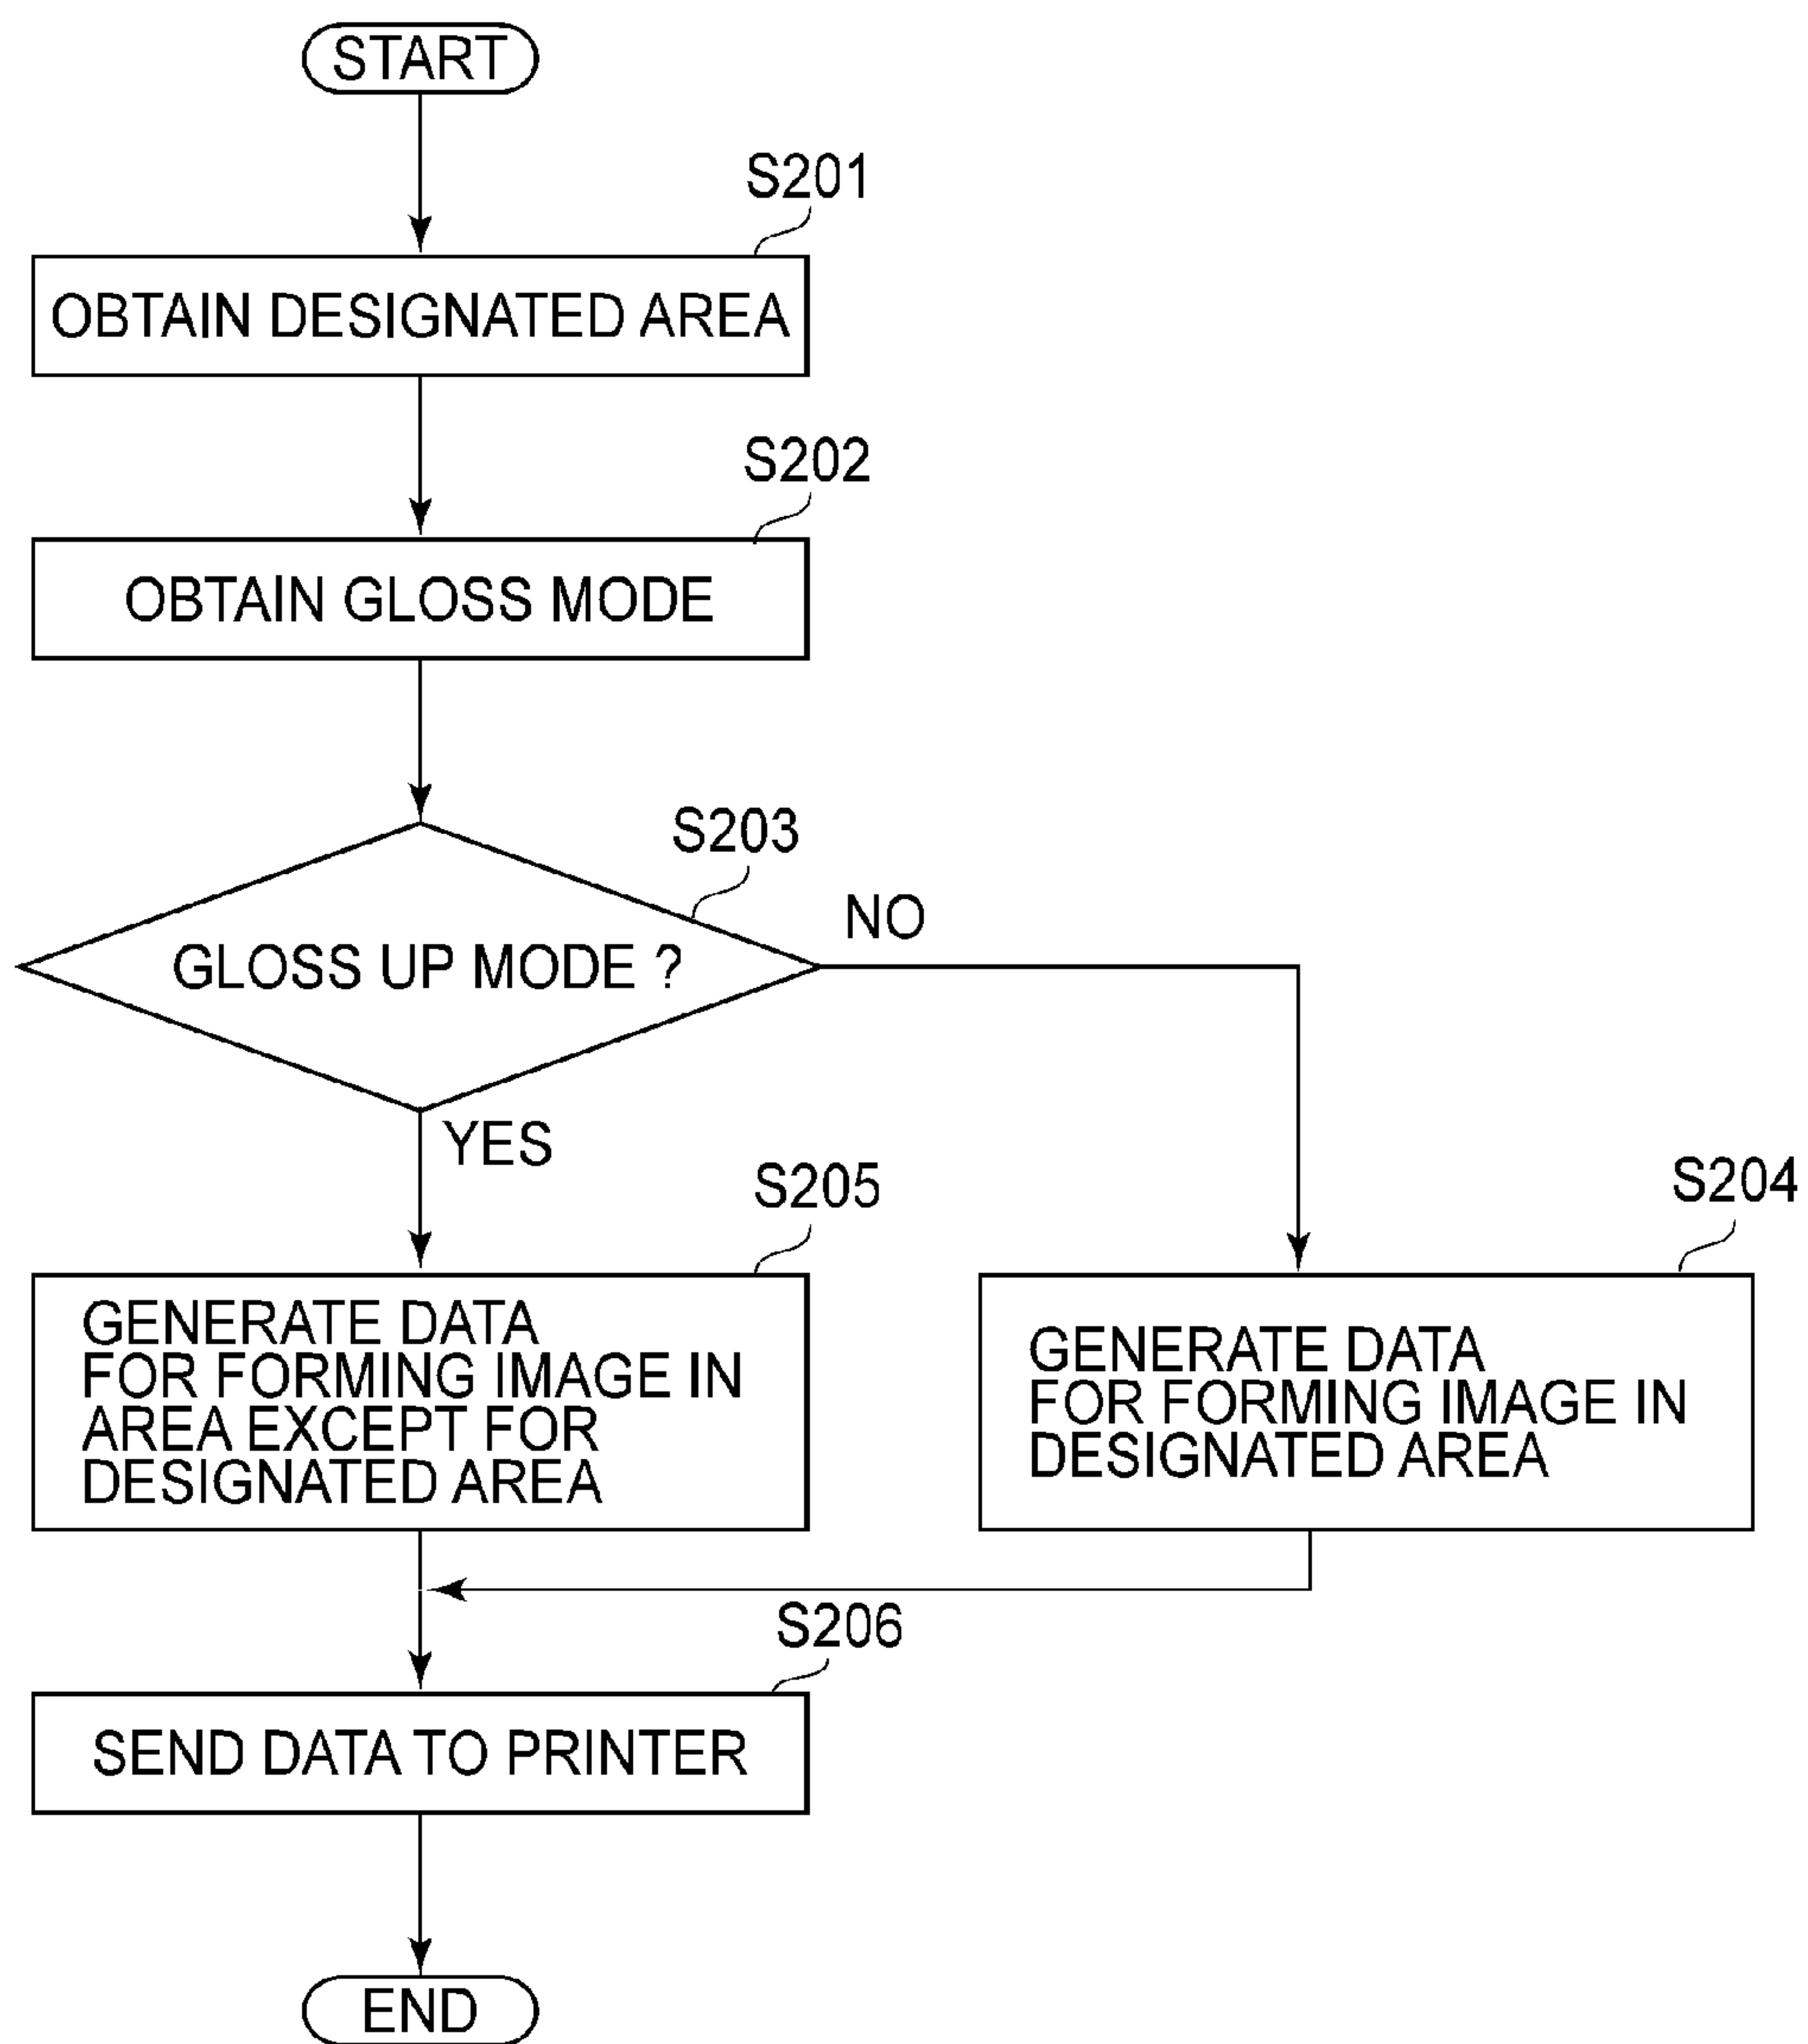 START
S201
OBTAIN DESIGNATED AREA
S202
OBTAIN GLOSS MODE
S203
GLOSS UP MODE ?
NO
YES
S205
GENERATE DATA
FOR FORMING IMAGE IN
AREA EXCEPT FOR
DESIGNATED AREA
S204
GENERATE DATA
FOR FORMING IMAGE IN
DESIGNATED AREA
S206
SEND DATA TO PRINTER
END